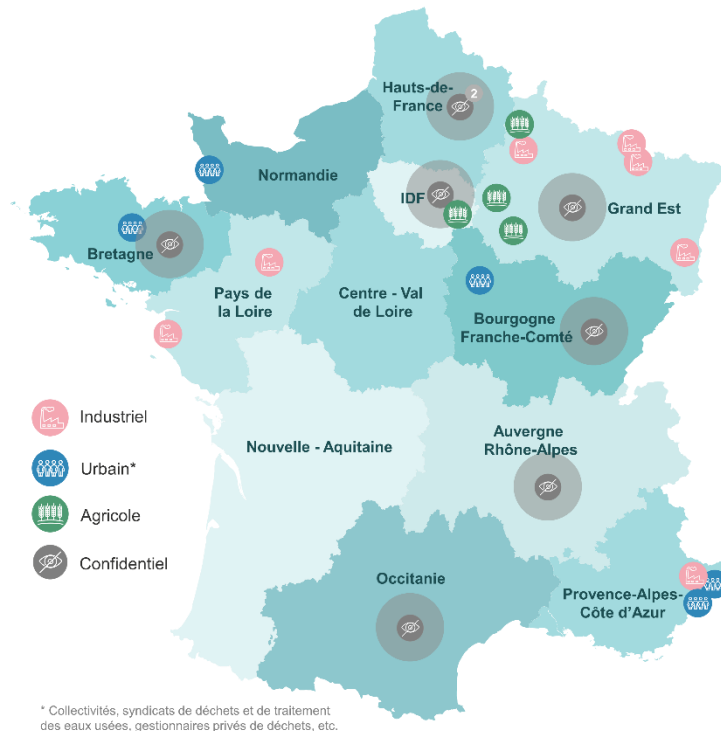 Hauts-de-
France
2
Normandie
IDF
Grand Est
Bretagne
Pays de
la Loire
Centre - Val
de Loire
Bourgogne
Franche-Comté
Industriel
Urbain*
Agricole
Confidentiel
Nouvelle - Aquitaine
Auvergne
Rhône-Alpes
Occitanie
Provence-Alpes-
Côte d'Azur
* Collectivités, syndicats de déchets et de traitement
des eaux usées, gestionnaires privés de déchets, etc.